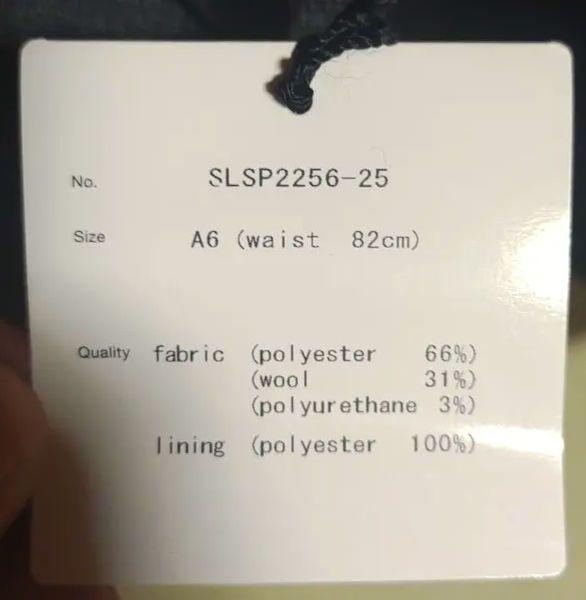 No. SLSP2256-25
Size A6 (waist 82cm)
Quality fabric (polyester 66%)
(wool 31%)
(polyurethane 3%)
lining (polyester 100%)